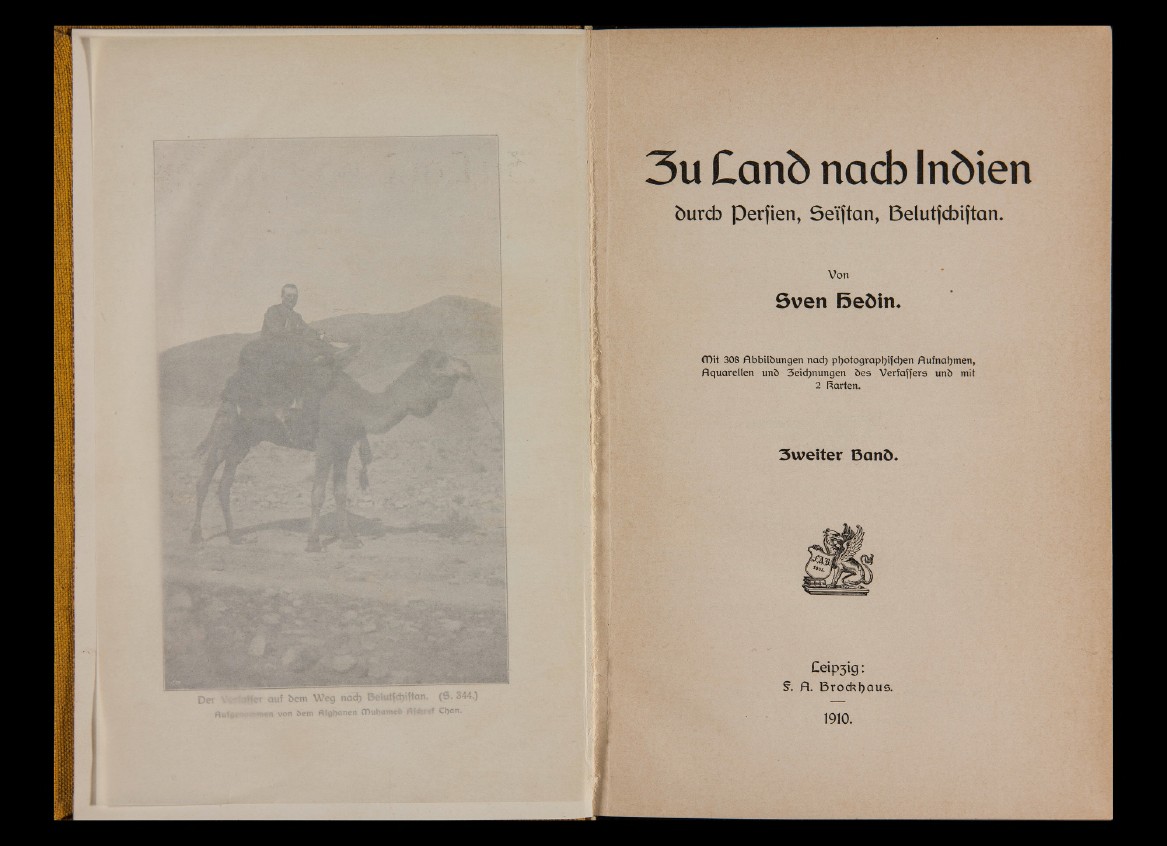 Der Verfasser auf dem Weg nach Belutschistan. (S. 344.)
Aufgenommen von dem Afghanen Muhamed Aschref Chan.
Zu Land nach Indien
durch Persien, Seïstan, Belutschistan.
Von
Sven Hedin.
Mit 308 Abbildungen nach photographischen Aufnahmen,
Aquarellen und Zeichnungen des Verfassers und mit
2 Karten.
Zweiter Band.
F.A.B.
Leipzig:
F. A. Brockhaus.
1910.